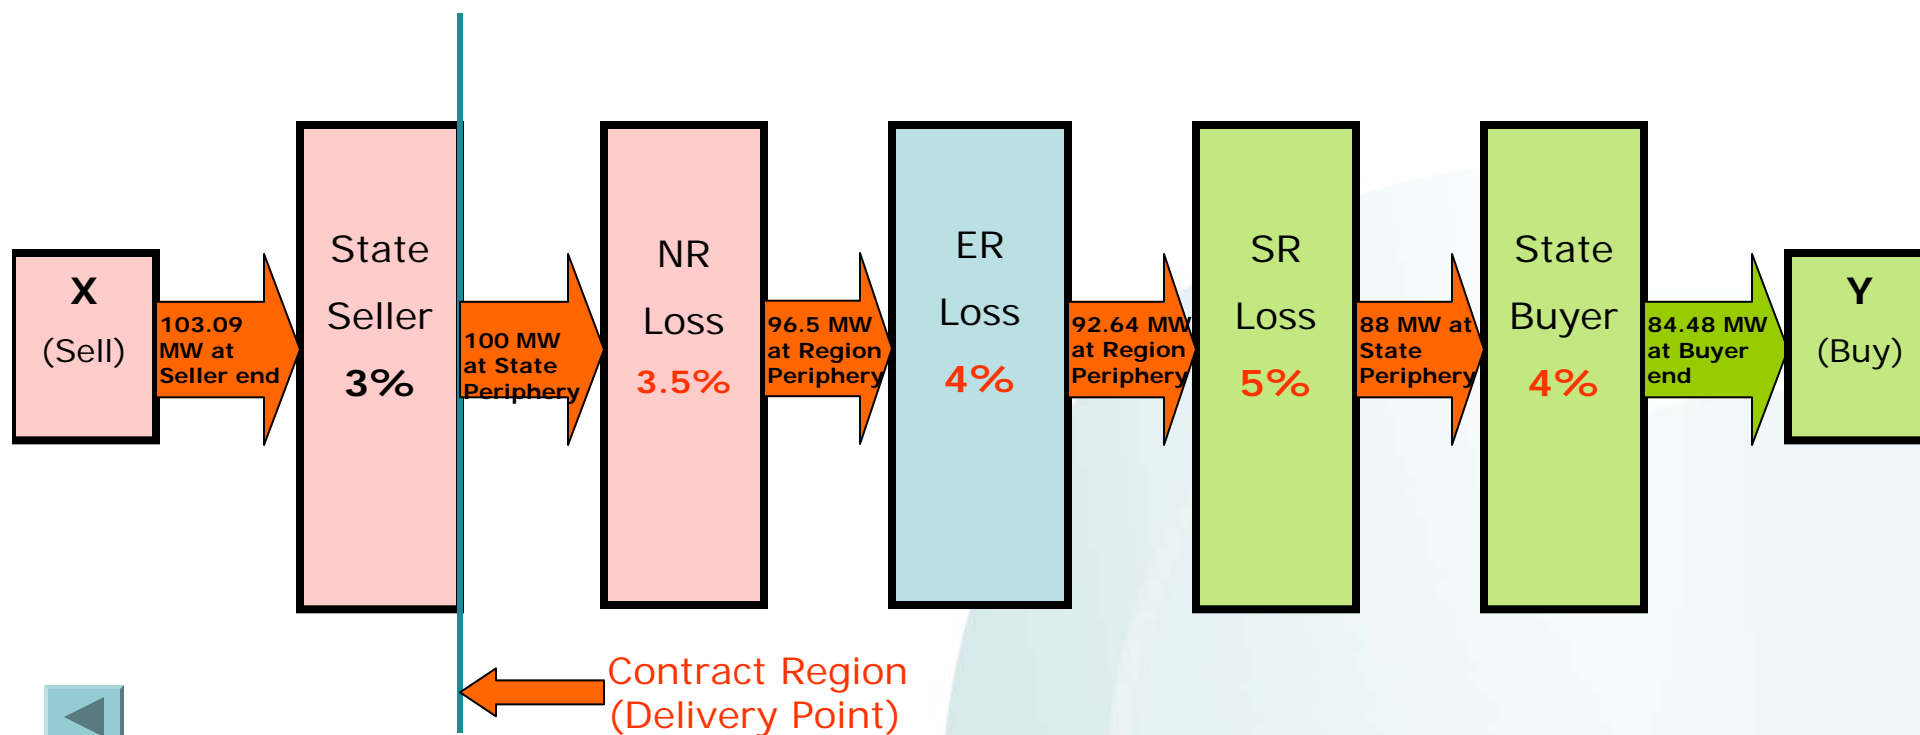 X
(Sell)
103.09
MW at
Seller end
State
Seller
3%
100 MW
at State
Periphery
NR
Loss
3.5%
96.5 MW
at Region
Periphery
ER
Loss
4%
92.64 MW
at Region
Periphery
SR
Loss
5%
88 MW at
State
Periphery
State
Buyer
4%
84.48 MW
at Buyer
end
Y
(Buy)
Contract Region
(Delivery Point)